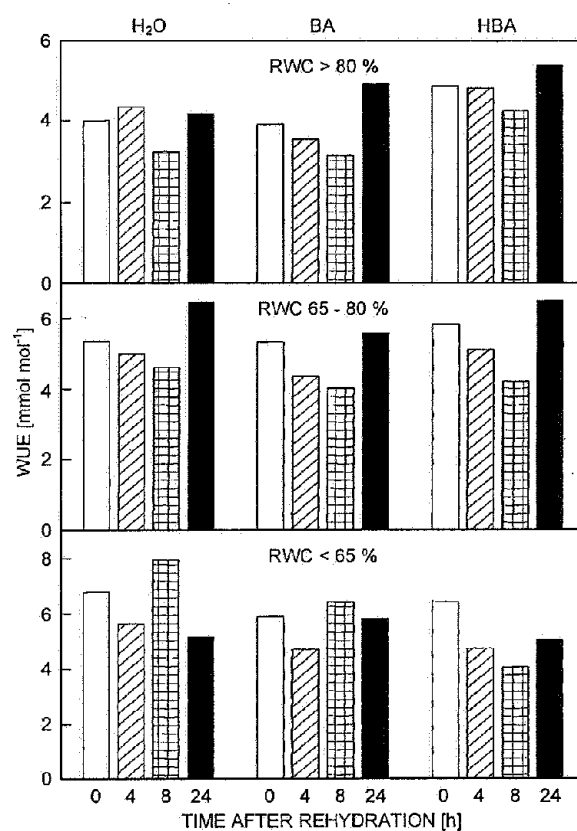 H₂O BA HBA
RWC > 80 %
6
4
2
0
RWC 65 - 80 %
6
4
2
0
WUE [mmol mol⁻¹]
RWC < 65 %
8
6
4
2
0
0 4 8 24 0 4 8 24 0 4 8 24
TIME AFTER REHYDRATION [h]